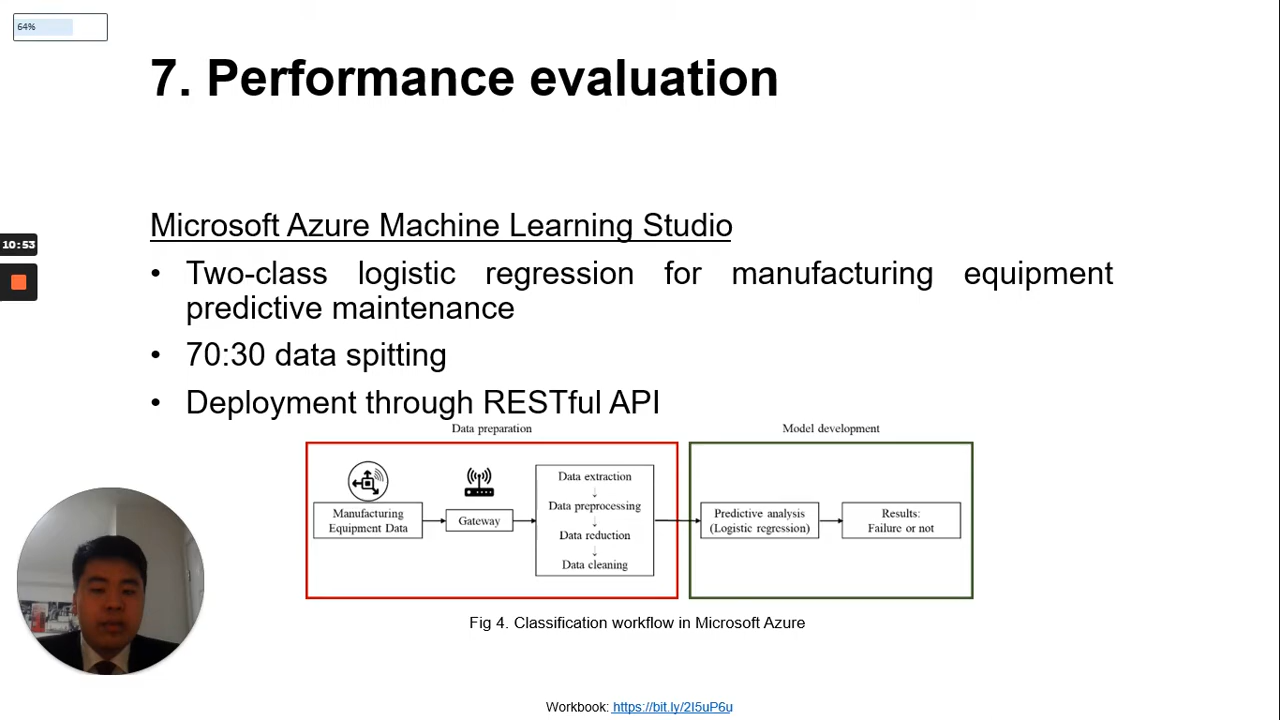 64%
7. Performance evaluation
Microsoft Azure Machine Learning Studio
10:53
• Two-class logistic regression for manufacturing equipment
predictive maintenance
• 70:30 data spitting
• Deployment through RESTful API
Data preparation
Manufacturing
Equipment Data
Gateway
Data extraction
↓
Data preprocessing
↓
Data reduction
↓
Data cleaning
Model development
Predictive analysis
(Logistic regression)
Results:
Failure or not
Fig 4. Classification workflow in Microsoft Azure
Workbook: https://bit.ly/2I5uP6u